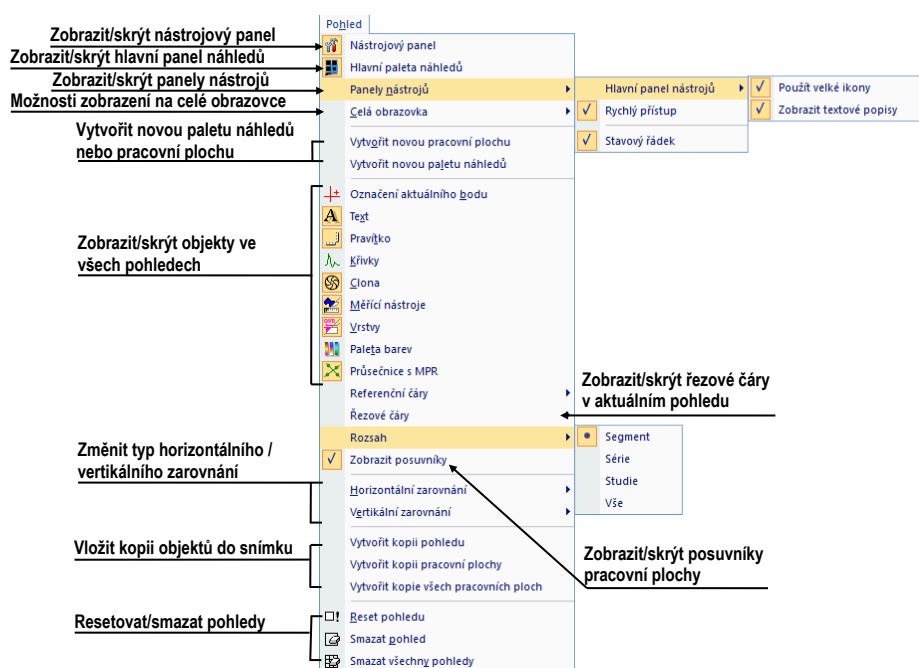 Pohled
Zobrazit/skrýt nástrojový panel
Zobrazit/skrýt hlavní panel náhledů
Zobrazit/skrýt panely nástrojů
Možnosti zobrazení na celé obrazovce
Vytvořit novou paletu náhledů
nebo pracovní plochu
Zobrazit/skrýt objekty ve
všech pohledech
Změnit typ horizontálního /
vertikálního zarovnání
Vložit kopii objektů do snímku
Resetovat/smazat pohledy
Nástrojový panel
Hlavní paleta náhledů
Panely nástrojů
Celá obrazovka
Vytvořit novou pracovní plochu
Vytvořit novou paletu náhledů
Označení aktuálního bodu
Text
Pravítko
Křivky
Clona
Měřící nástroje
Vrstvy
Paleta barev
Průsečnice s MPR
Referenční čáry
Řezové čáry
Rozsah
Zobrazit posuvníky
Horizontální zarovnání
Vertikální zarovnání
Vytvořit kopii pohledu
Vytvořit kopii pracovní plochy
Vytvořit kopie všech pracovních ploch
Reset pohledu
Smazat pohled
Smazat všechny pohledy
Hlavní panel nástrojů
Rychlý přístup
Stavový řádek
Použít velké ikony
Zobrazit textové popisy
Zobrazit/skrýt řezové čáry
v aktuálním pohledu
Segment
Série
Studie
Vše
Zobrazit/skrýt posuvníky
pracovní plochy